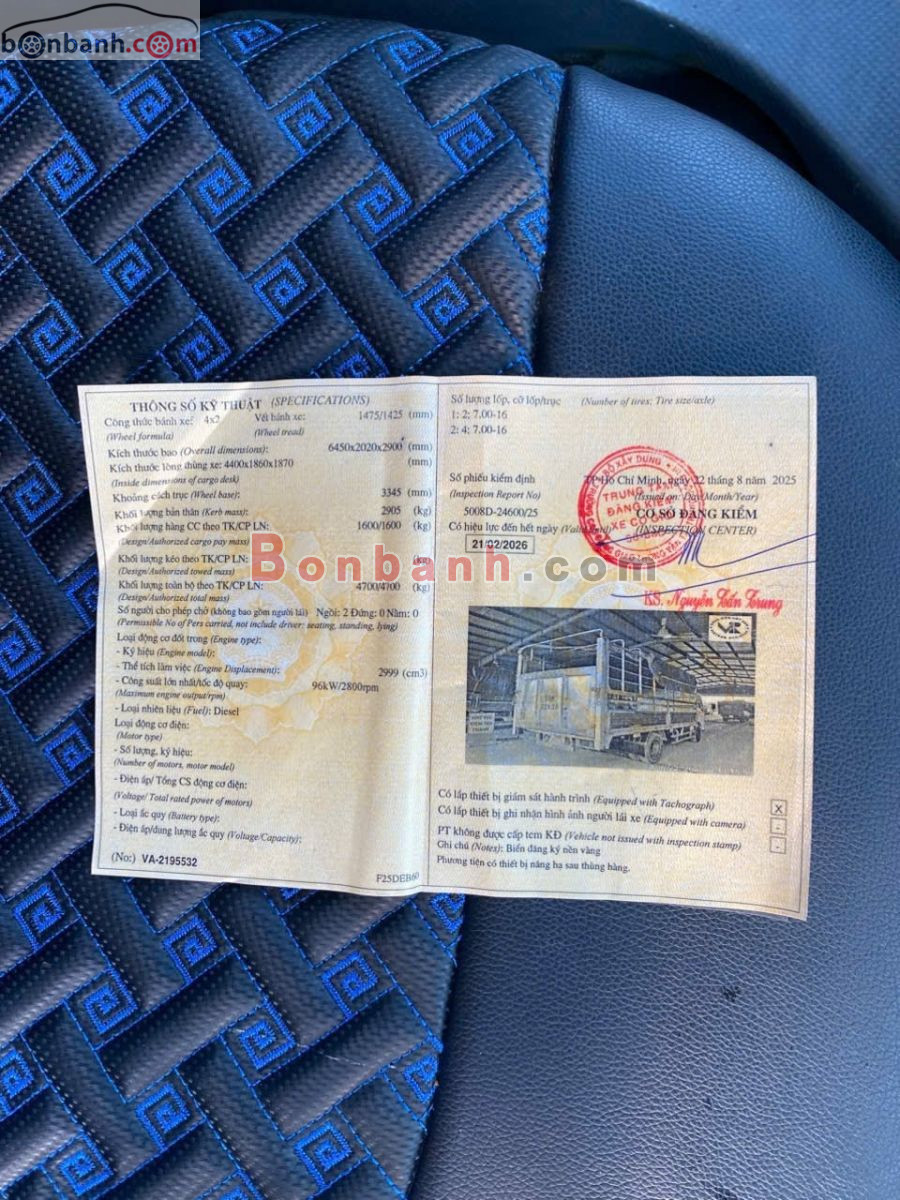 bonbanh.com
THÔNG SỐ KỸ THUẬT (SPECIFICATIONS)
Công thức bánh xe: 4x2 Vết bánh xe: 1475/1425 (mm)
(Wheel formula) (Wheel tread)
Kích thước bao (Overall dimensions): 6450x2020x2900 (mm)
Kích thước lòng thùng xe: 4400x1860x1870 (mm)
(Inside dimensions of cargo desk)
Khoảng cách trục (Wheel base): 3345 (mm)
Khối lượng bản thân (Kerb mass): 2905 (kg)
Khối lượng hàng CC theo TK/CP LN: 1600/1600 (kg)
(Design/Authorized cargo pay mass)
Khối lượng kéo theo TK/CP LN: (kg)
(Design/Authorized towed mass)
Khối lượng toàn bộ theo TK/CP LN: 4700/4700 (kg)
(Design/Authorized total mass)
Số người cho phép chở (không bao gồm người lái) Ngồi: 2 Đứng: 0 Nằm: 0
(Permissible No of Pers carried, not include driver: seating, standing, lying)
Loại động cơ đốt trong (Engine type):
- Ký hiệu (Engine model):
- Thể tích làm việc (Engine Displacement): 2999 (cm3)
- Công suất lớn nhất/tốc độ quay: 96kW/2800rpm
(Maximum engine output/rpm)
- Loại nhiên liệu (Fuel): Diesel
Loại động cơ điện:
(Motor type)
- Số lượng, ký hiệu:
(Number of motors, motor model)
- Điện áp/ Tổng CS động cơ điện:
(Voltage/ Total rated power of motors)
- Loại ắc quy (Battery type):
- Điện áp/dung lượng ắc quy (Voltage/Capacity):
(No:) VA-2195532
F25DEB60
Số lượng lốp, cỡ lốp/trục (Number of tires; Tire size/axle)
1: 2; 7.00-16
2: 4; 7.00-16
Số phiếu kiểm định TP Hồ Chí Minh, ngày 22 tháng 8 năm 2025
(Inspection Report No) (Issued on: Day/Month/Year)
5008D-24600/25 CƠ SỞ ĐĂNG KIỂM
Có hiệu lực đến hết ngày (INSPECTION CENTER)
21/02/2026
BỘ XÂY DỰNG
TRUNG TÂM
ĐĂNG KIỂM
XE CƠ GIỚI
Bonbanh.com
KS. Nguyễn Tấn Trung
VR
Có lắp thiết bị giám sát hành trình (Equipped with Tachograph) X
Có lắp thiết bị ghi nhận hình ảnh người lái xe (Equipped with camera) -
PT không được cấp tem KĐ (Vehicle not issued with inspection stamp) -
Ghi chú (Notes): Biển đăng ký nền vàng
Phương tiện có thiết bị nâng hạ sau thùng hàng.